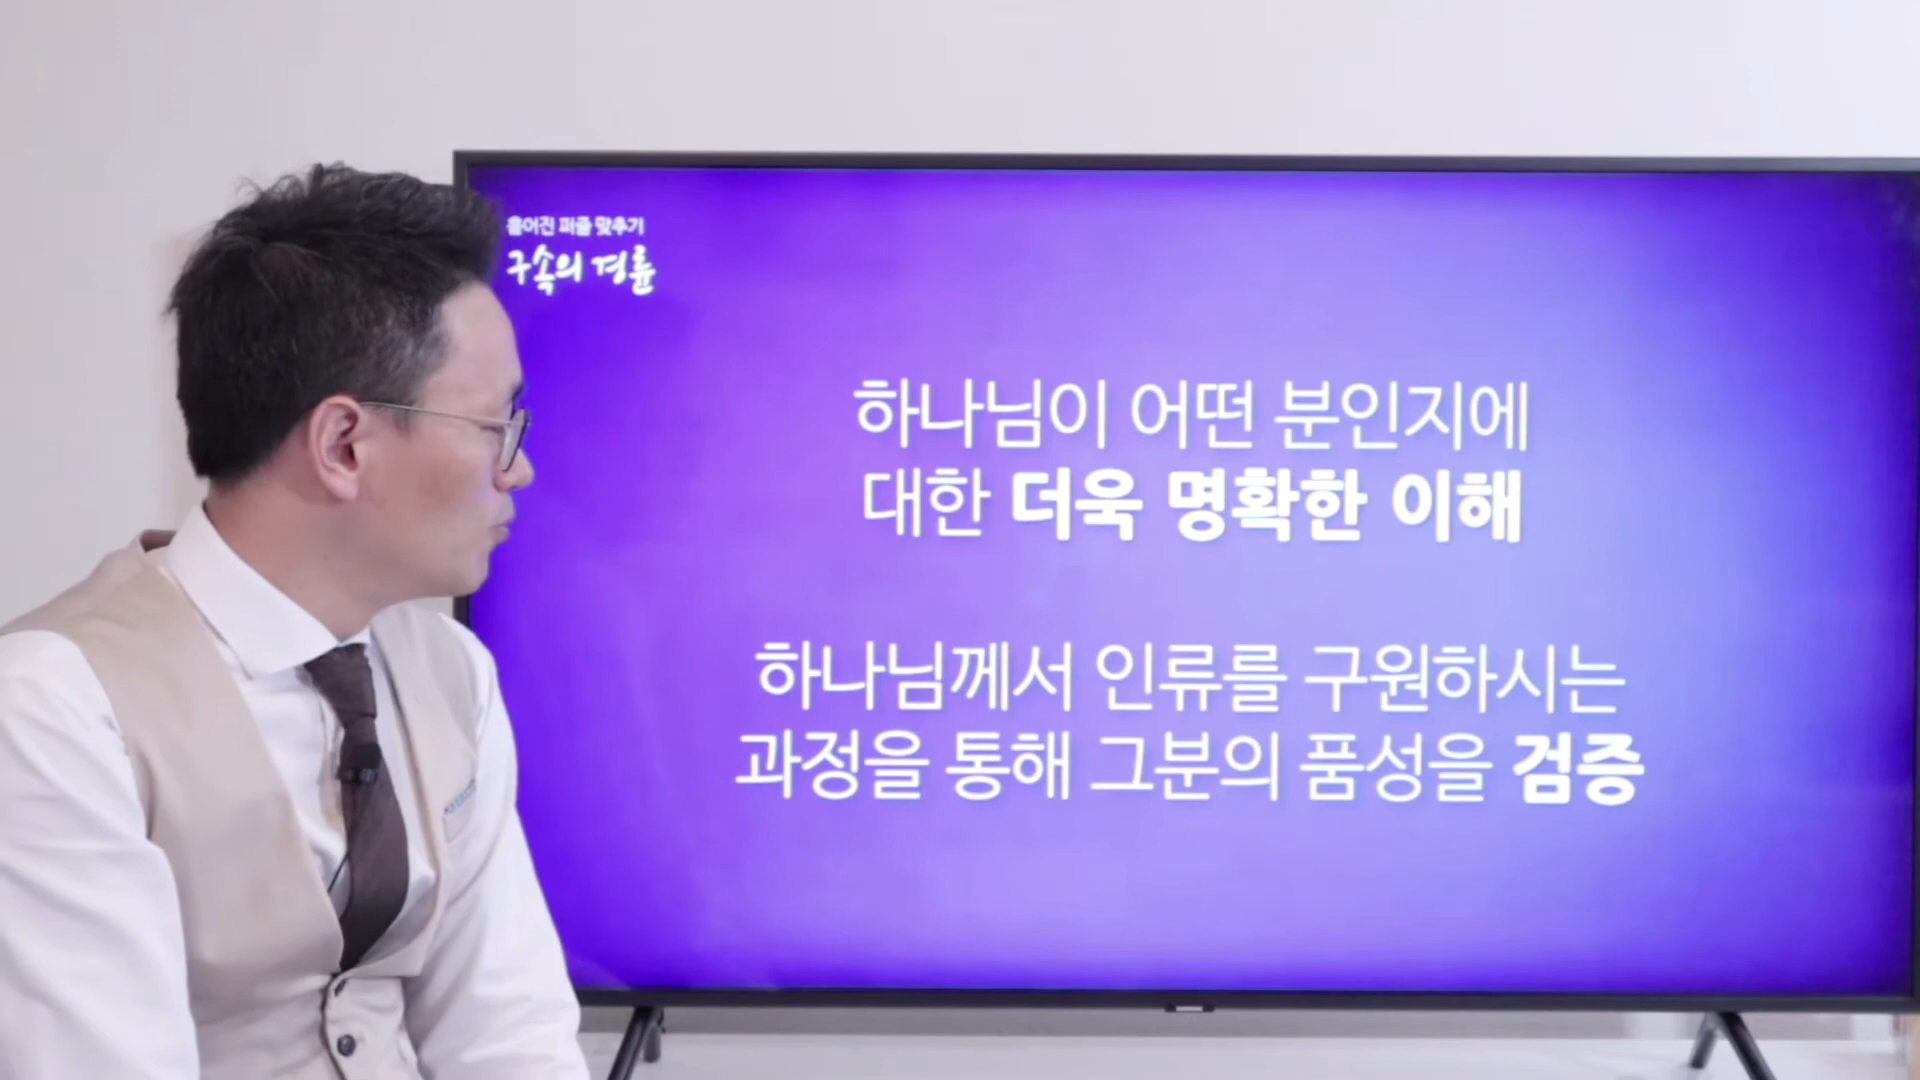 흩어진 퍼즐 맞추기
구속의 경륜
하나님이 어떤 분인지에
대한 더욱 명확한 이해
하나님께서 인류를 구원하시는
과정을 통해 그분의 품성을 검증